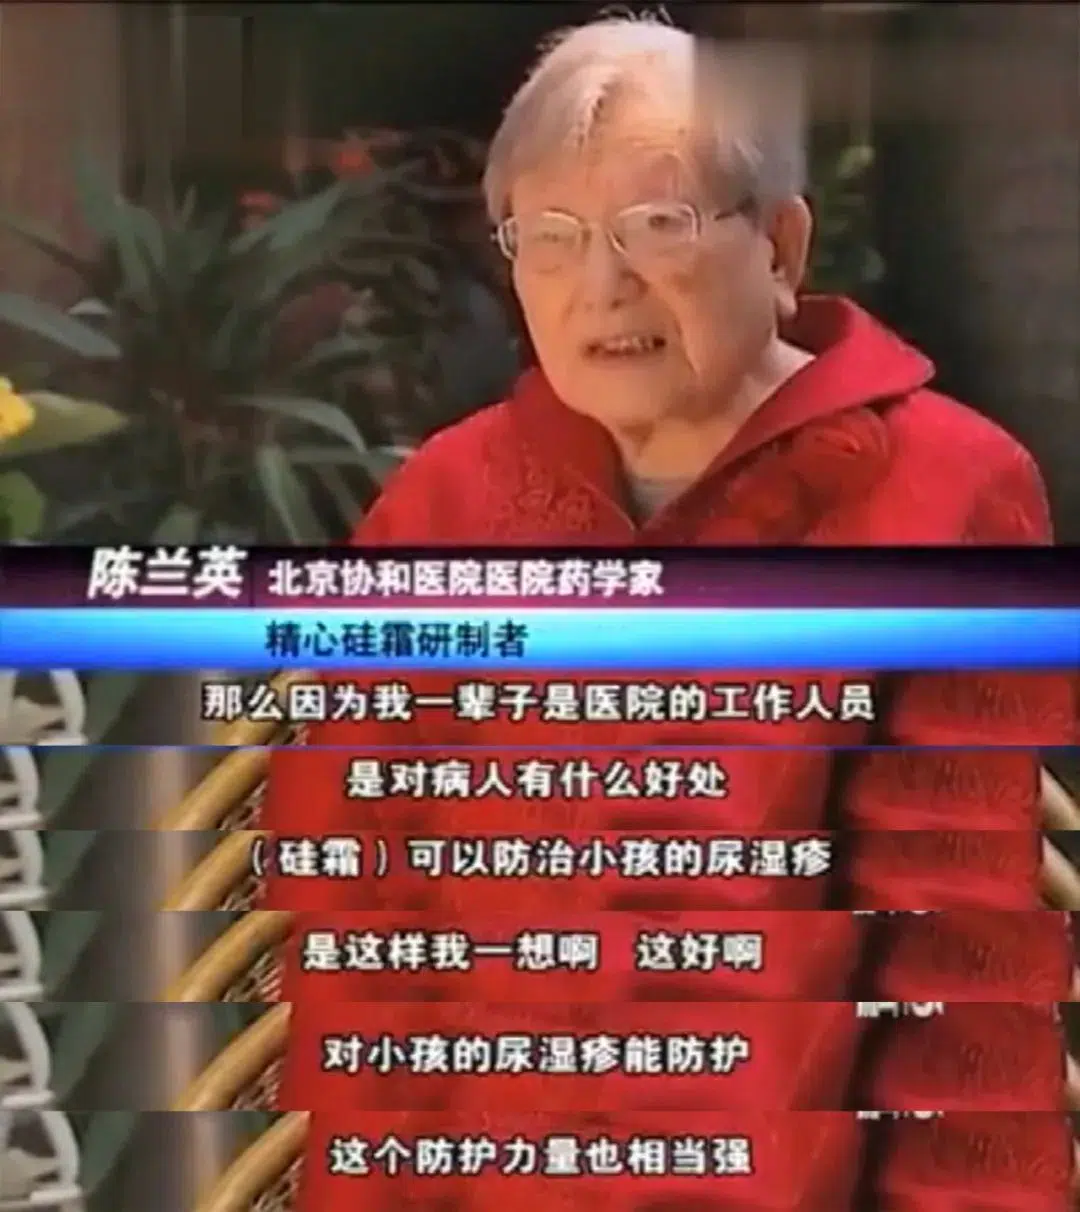 陈兰英 北京协和医院医院药学家
精心硅霜研制者
那么因为我一辈子是医院的工作人员
是对病人有什么好处
（硅霜）可以防治小孩的尿湿疹
是这样我一想啊 这好啊
对小孩的尿湿疹能防护
这个防护力量也相当强